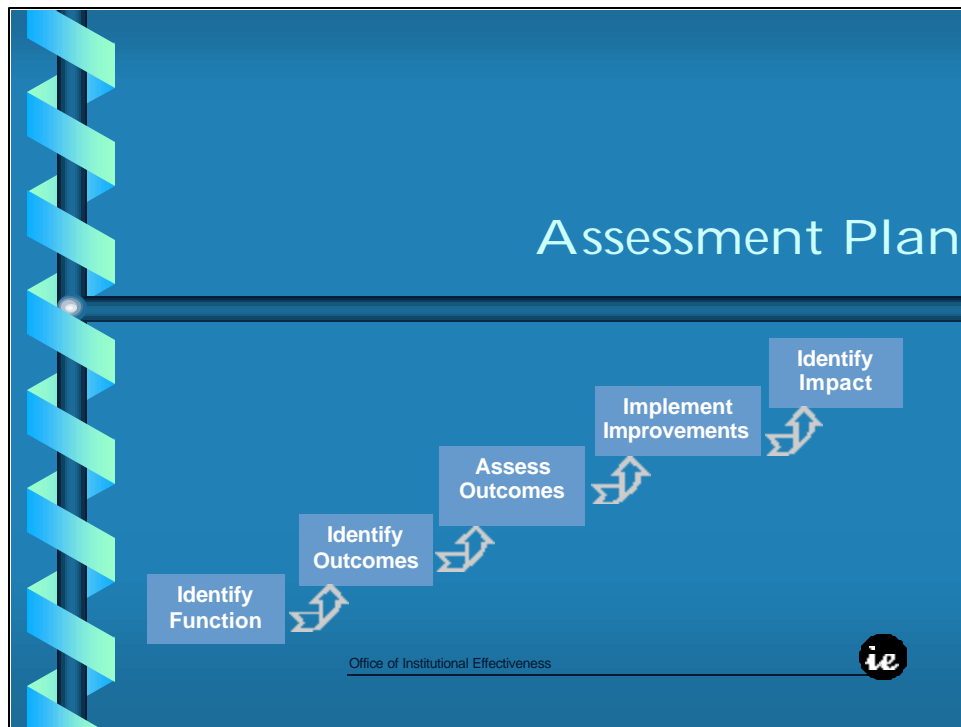 Assessment Plan
Identify
Function
Identify
Outcomes
Assess
Outcomes
Implement
Improvements
Identify
Impact
Office of Institutional Effectiveness
ie